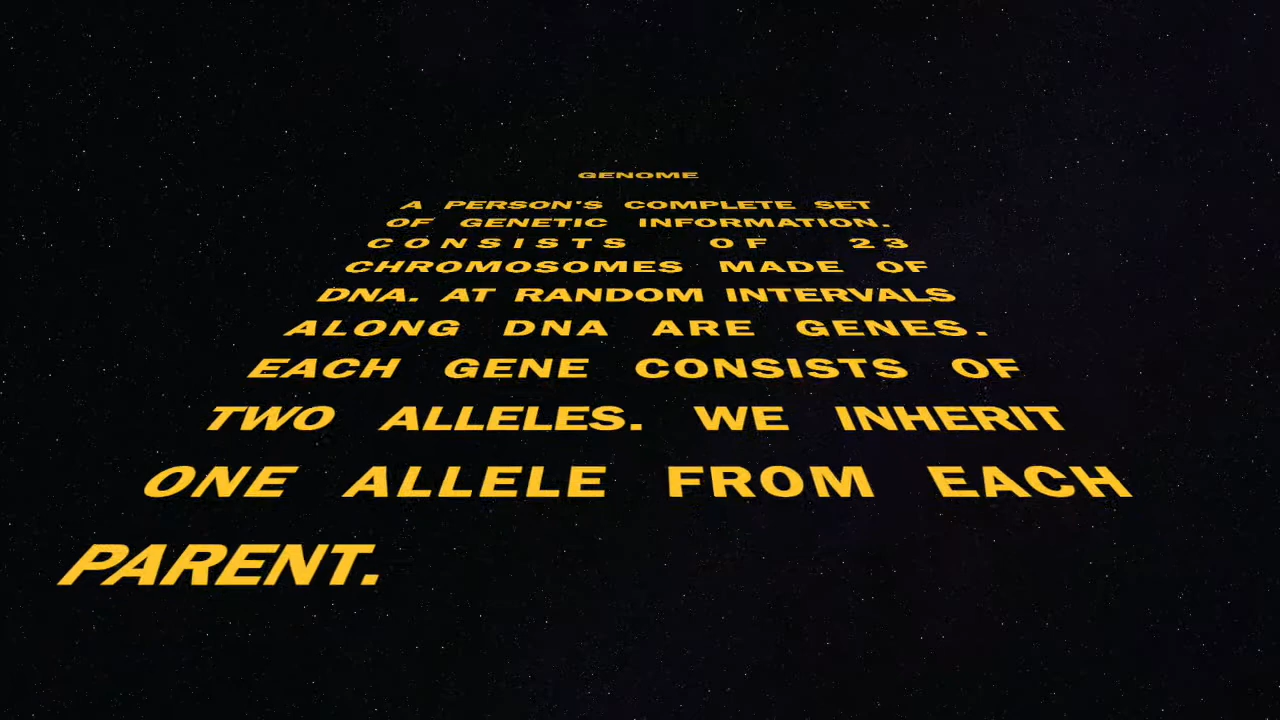 GENOME
A PERSON'S COMPLETE SET
OF GENETIC INFORMATION.
CONSISTS OF 23
CHROMOSOMES MADE OF
DNA. AT RANDOM INTERVALS
ALONG DNA ARE GENES.
EACH GENE CONSISTS OF
TWO ALLELES. WE INHERIT
ONE ALLELE FROM EACH
PARENT.